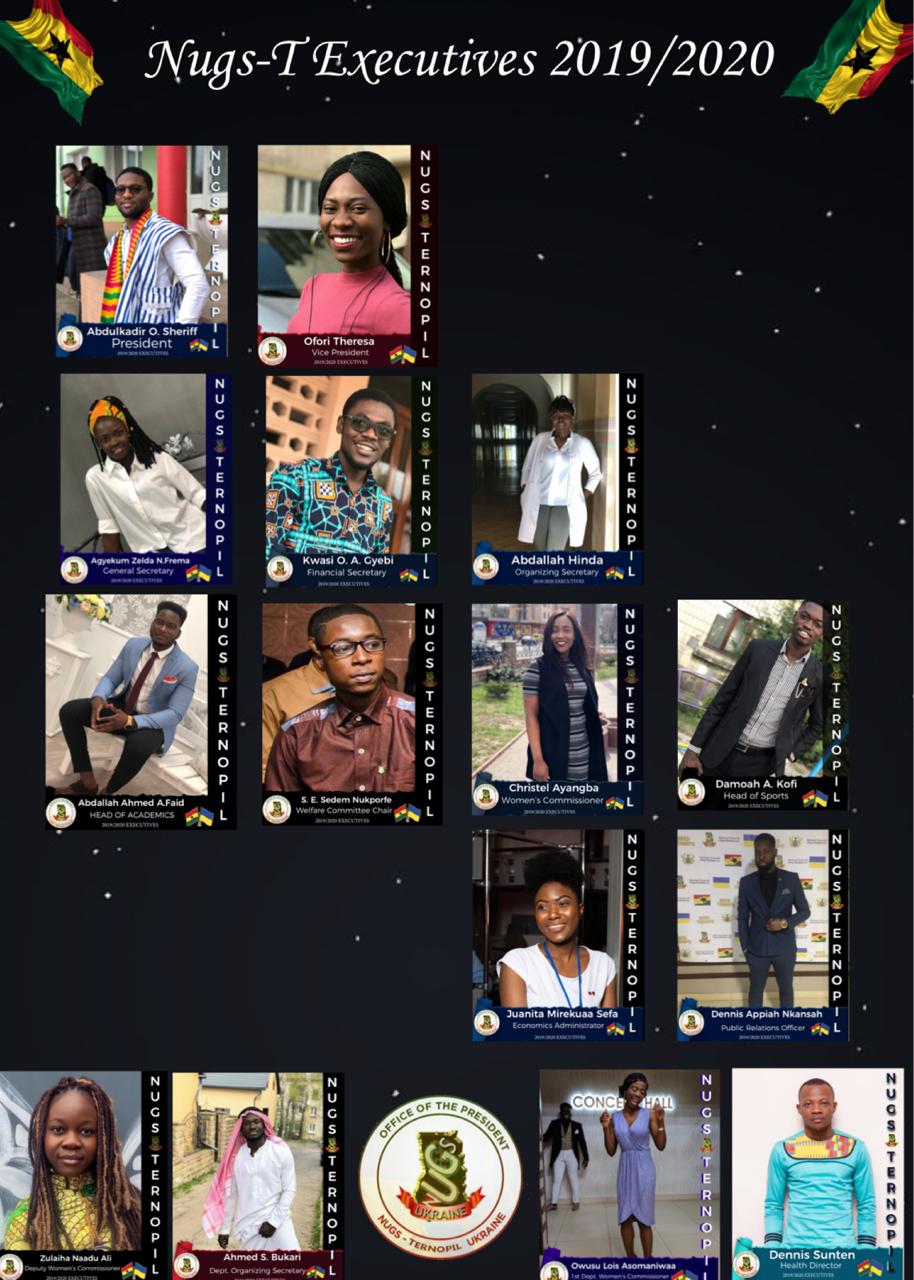 Nugs-T Executives 2019/2020
NUGS TERNOPIL
Abdulkadir O. Sheriff
President
2019/2020 EXECUTIVES
NUGS TERNOPIL
Ofori Theresa
Vice President
2019/2020 EXECUTIVES
NUGS TERNOPIL
Agyekum Zelda N.Frema
General Secretary
2019/2020 EXECUTIVES
NUGS TERNOPIL
Kwasi O. A. Gyebi
Financial Secretary
2019/2020 EXECUTIVES
NUGS TERNOPIL
Abdallah Hinda
Organizing Secretary
2019/2020 EXECUTIVES
NUGS TERNOPIL
Abdallah Ahmed A.Faid
HEAD OF ACADEMICS
2019/2020 EXECUTIVES
NUGS TERNOPIL
S. E. Sedem Nukporfe
Welfare Committee Chair
2019/2020 EXECUTIVES
NUGS TERNOPIL
Christel Ayangba
Women's Commissioner
2019/2020 EXECUTIVES
NUGS TERNOPIL
Damoah A. Kofi
Head of Sports
2019/2020 EXECUTIVES
NUGS TERNOPIL
Juanita Mirekuaa Sefa
Economics Administrator
2019/2020 EXECUTIVES
NUGS TERNOPIL
Dennis Appiah Nkansah
Public Relations Officer
2019/2020 EXECUTIVES
NUGS TERNOPIL
Zulaiha Naadu Ali
Deputy Women's Commissioner
2019/2020 EXECUTIVES
NUGS TERNOPIL
Ahmed S. Bukari
Dept. Organizing Secretary
2019/2020 EXECUTIVES
OFFICE OF THE PRESIDENT
UKRAINE
NUGS - TERNOPIL UKRAINE
CONCE HALL
NUGS TERNOPIL
Owusu Lois Asomaniwaa
1st Dept. Women's Commissioner
NUGS TERNOPIL
Dennis Sunten
Health Director
2019/2020 EXECUTIVES